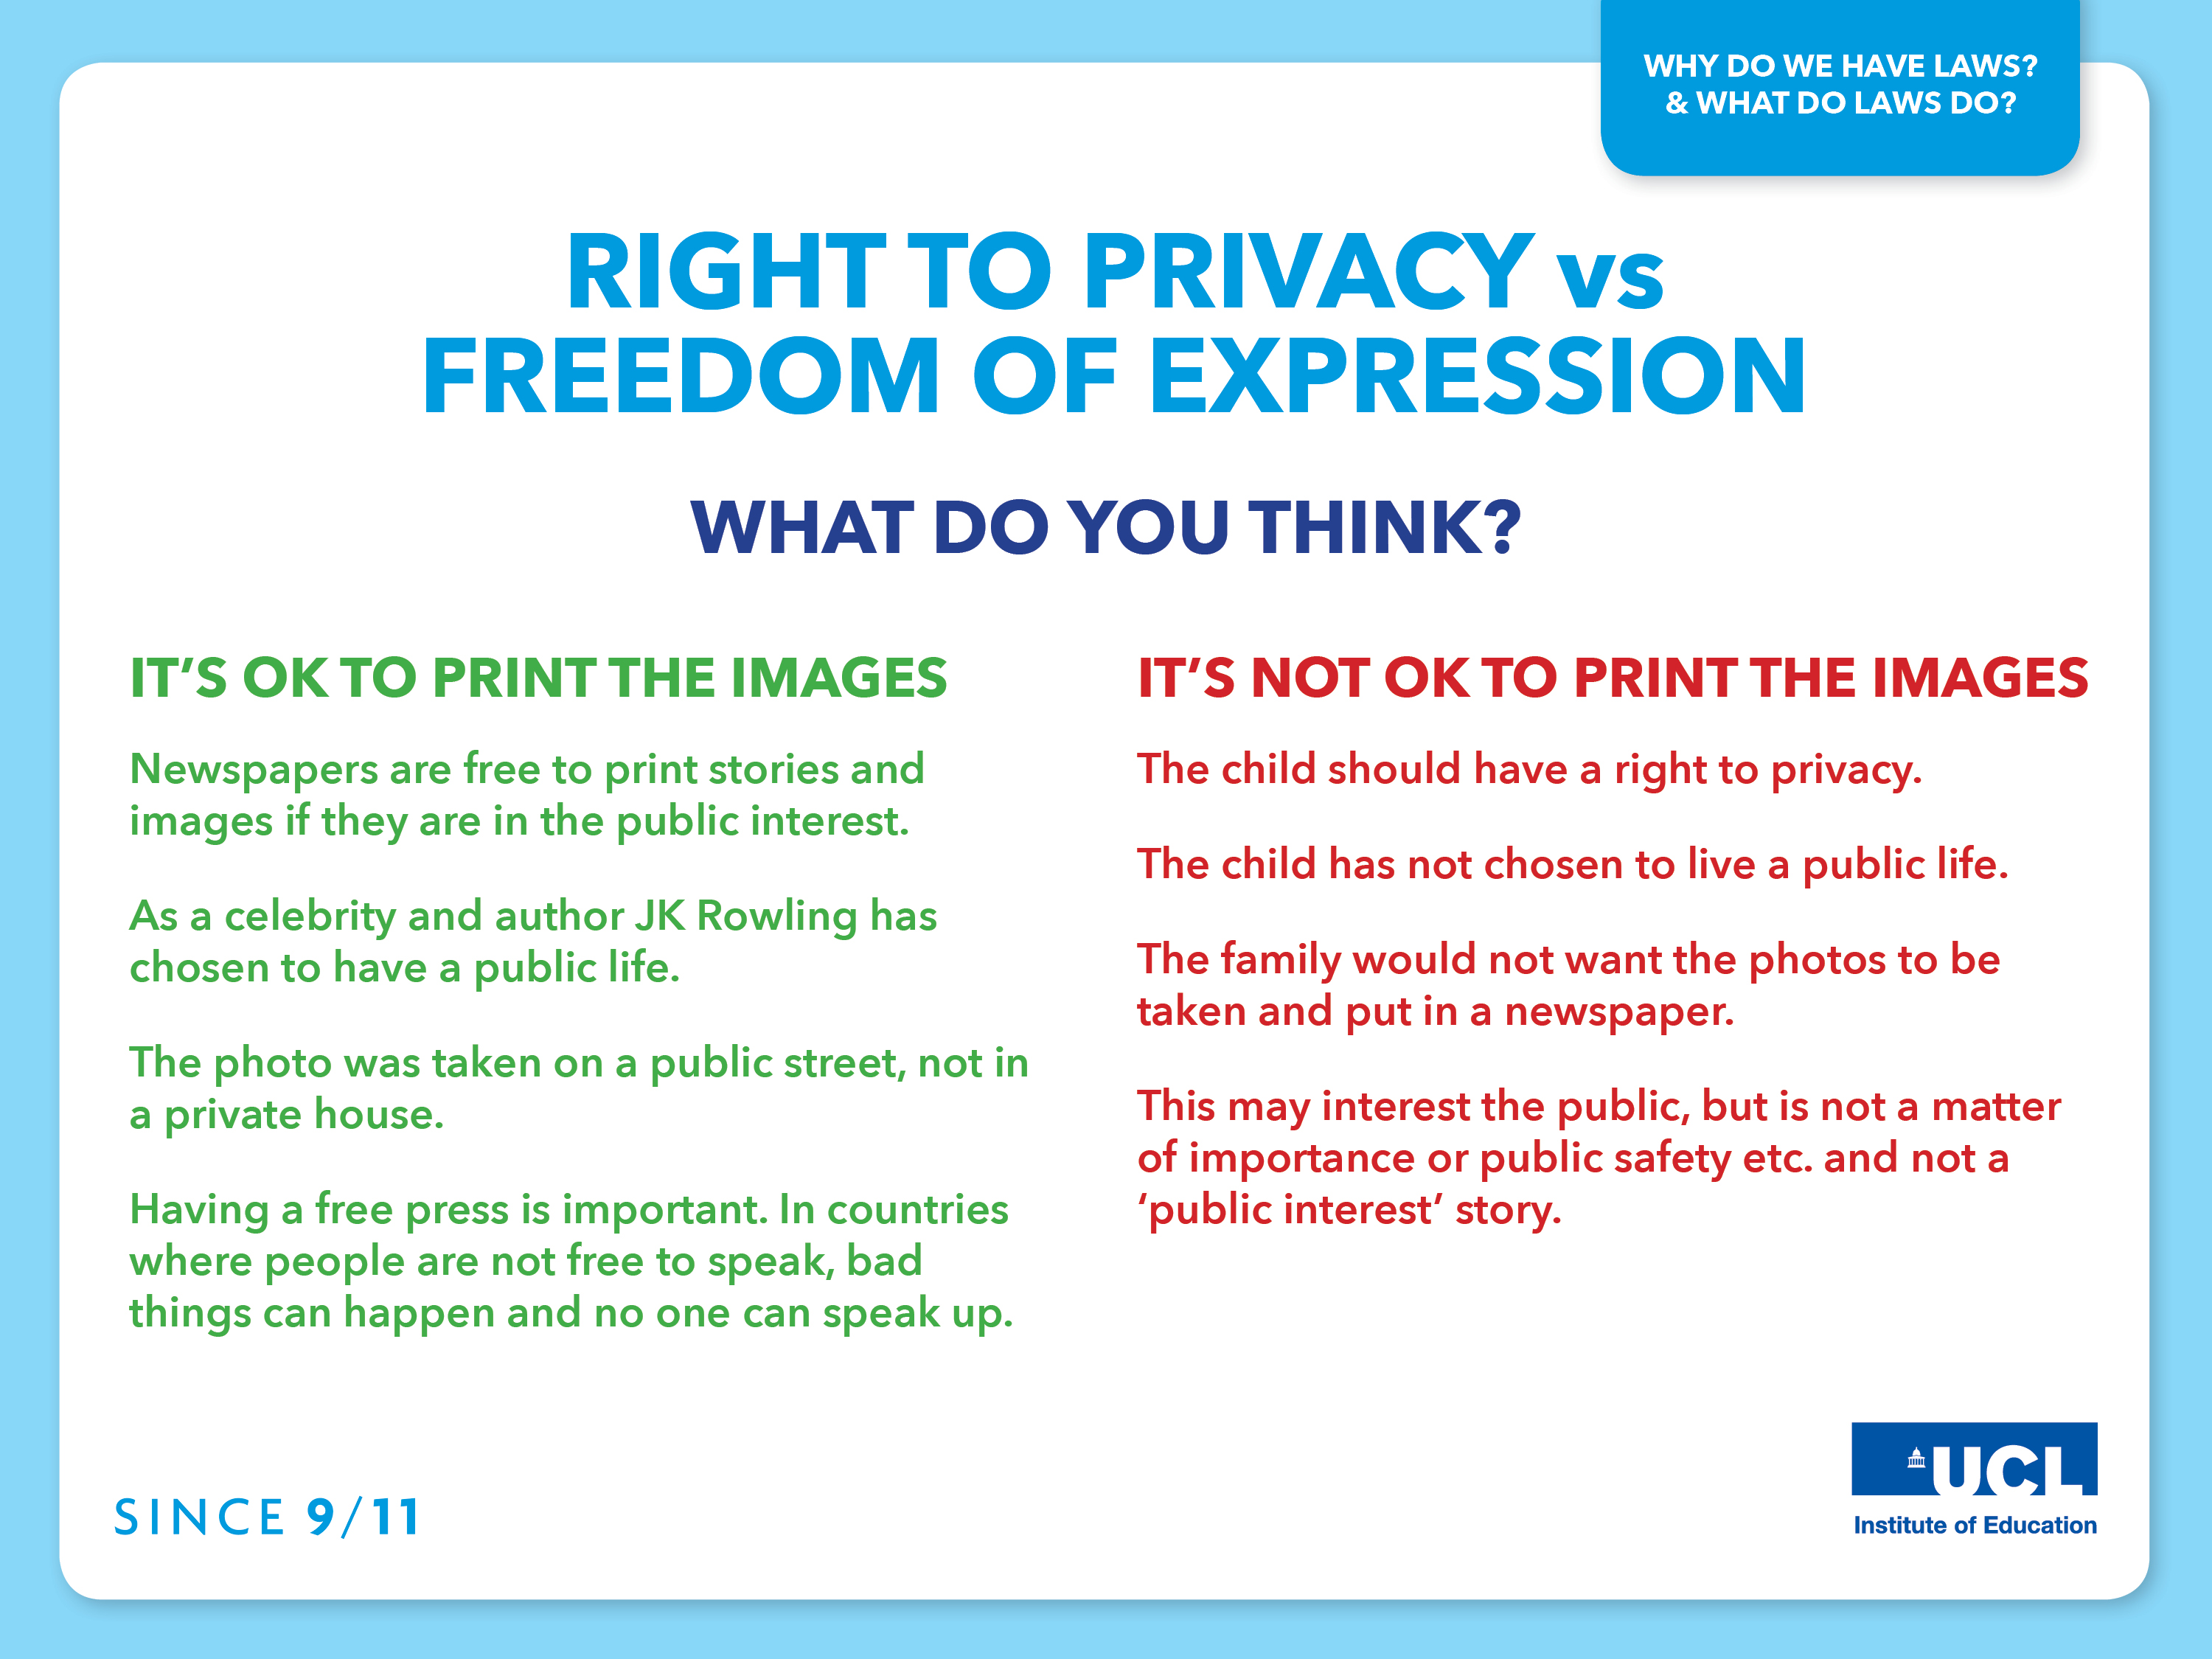 WHY DO WE HAVE LAWS?
& WHAT DO LAWS DO?
RIGHT TO PRIVACY vs
FREEDOM OF EXPRESSION
WHAT DO YOU THINK?
IT’S OK TO PRINT THE IMAGES
Newspapers are free to print stories and
images if they are in the public interest.
As a celebrity and author JK Rowling has
chosen to have a public life.
The photo was taken on a public street, not in
a private house.
Having a free press is important. In countries
where people are not free to speak, bad
things can happen and no one can speak up.
IT’S NOT OK TO PRINT THE IMAGES
The child should have a right to privacy.
The child has not chosen to live a public life.
The family would not want the photos to be
taken and put in a newspaper.
This may interest the public, but is not a matter
of importance or public safety etc. and not a
‘public interest’ story.
SINCE 9/11
UCL
Institute of Education